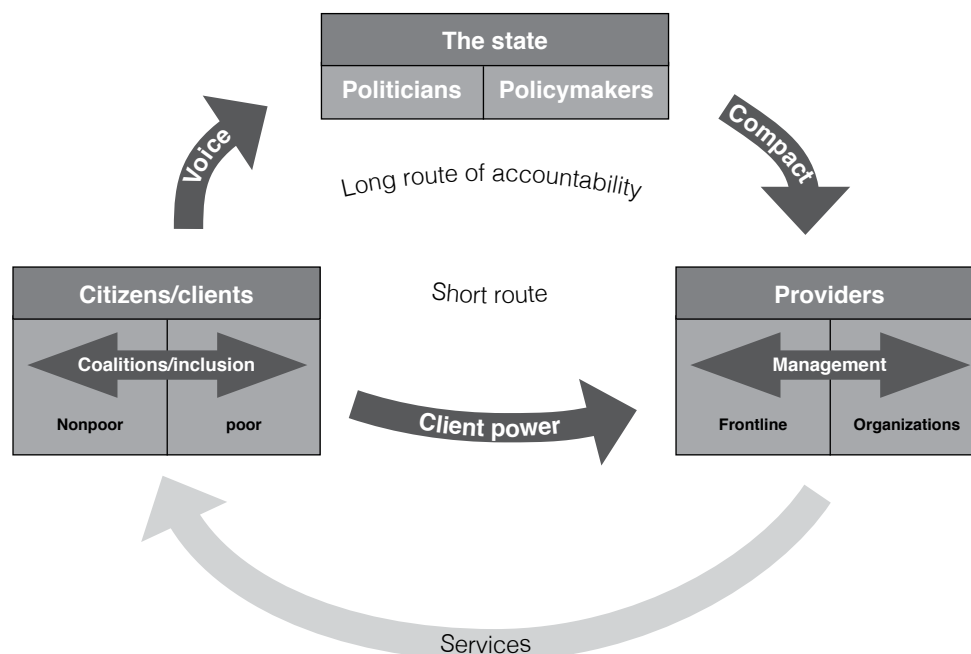 The state
Politicians Policymakers
Voice
Compact
Long route of accountability
Citizens/clients
Short route
Providers
Coalitions/inclusion
Management
Nonpoor poor
Client power
Frontline Organizations
Services